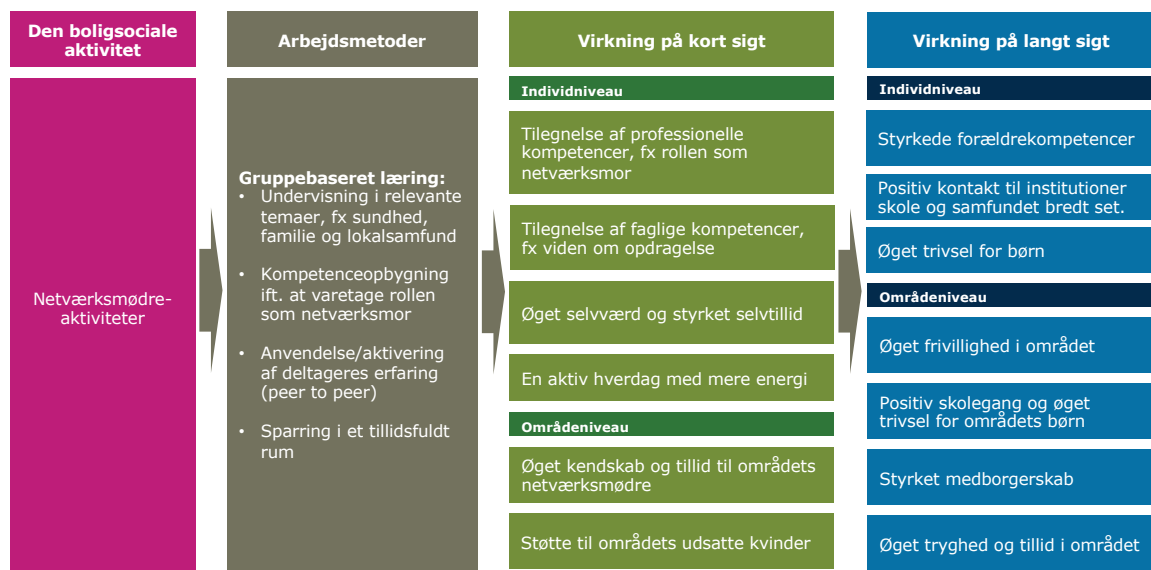 Den boligsociale
aktivitet
Netværksmødre-
aktiviteter
Arbejdsmetoder
Gruppebaseret læring:
• Undervisning i relevante
temaer, fx sundhed,
familie og lokalsamfund
• Kompetenceopbygning
ift. at varetage rollen
som netværksmor
• Anvendelse/aktivering
af deltageres erfaring
(peer to peer)
• Sparring i et tillidsfuldt
rum
Virkning på kort sigt
Individniveau
Tilegnelse af professionelle
kompetencer, fx rollen som
netværksmor
Tilegnelse af faglige kompetencer,
fx viden om opdragelse
Øget selvværd og styrket selvtillid
En aktiv hverdag med mere energi
Områdeniveau
Øget kendskab og tillid til områdets
netværksmødre
Støtte til områdets udsatte kvinder
Virkning på langt sigt
Individniveau
Styrkede forældrekompetencer
Positiv kontakt til institutioner
skole og samfundet bredt set.
Øget trivsel for børn
Områdeniveau
Øget frivillighed i området
Positiv skolegang og øget
trivsel for områdets børn
Styrket medborgerskab
Øget tryghed og tillid i området